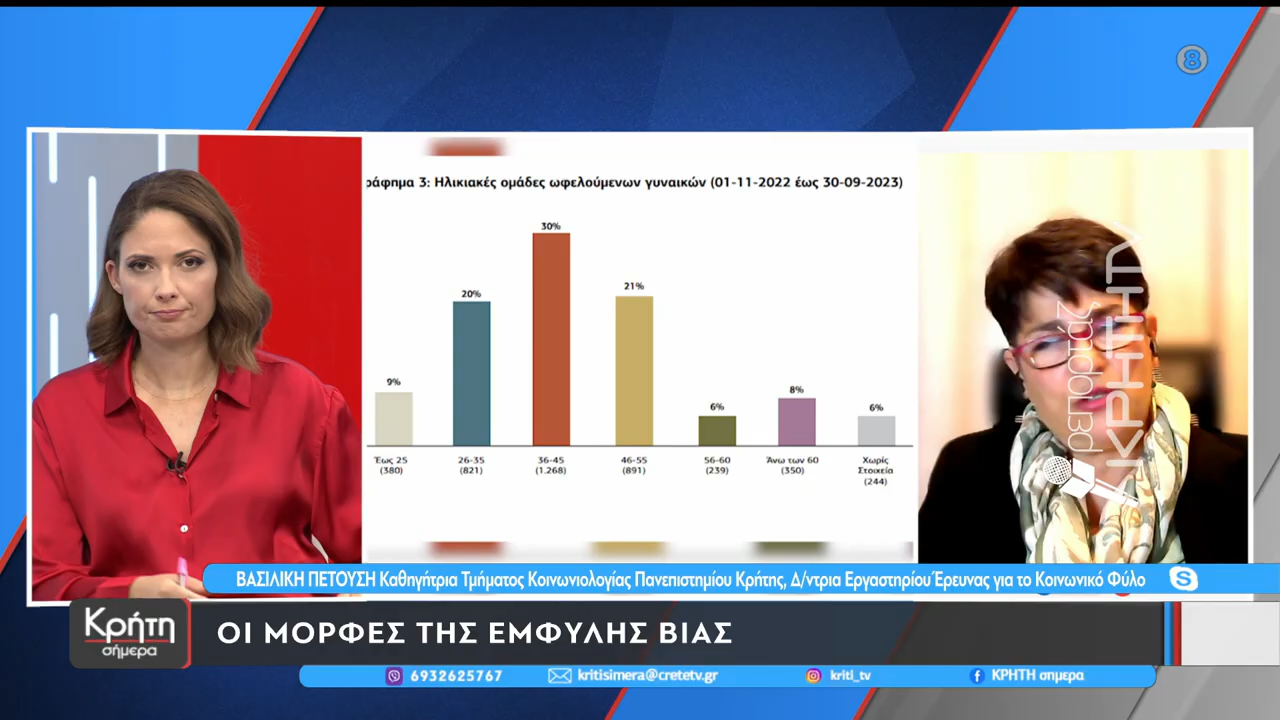 8
ράφημα 3: Ηλικιακές ομάδες ωφελούμενων γυναικών (01-11-2022 έως 30-09-2023)
9%
20%
30%
21%
6%
8%
6%
Έως 25
(380)
26-35
(821)
36-45
(1.268)
46-55
(891)
56-60
(239)
Άνω των 60
(350)
Χωρίς
Στοιχεία
(244)
ΚΡΗΤΗTV
ρεπορτάζ
ΒΑΣΙΛΙΚΗ ΠΕΤΟΥΣΗ Καθηγήτρια Τμήματος Κοινωνιολογίας Πανεπιστημίου Κρήτης, Δ/ντρια Εργαστηρίου Έρευνας για το Κοινωνικό Φύλο
Κρήτη
σήμερα
ΟΙ ΜΟΡΦΕΣ ΤΗΣ ΕΜΦΥΛΗΣ ΒΙΑΣ
6932625767 kritisimera@cretetv.gr kriti_tv ΚΡΗΤΗ σημερα